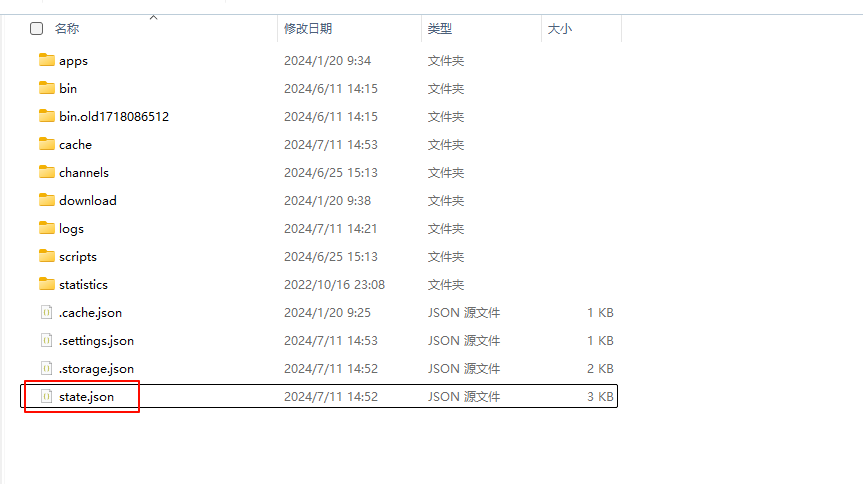 名称 修改日期 类型 大小
apps 2024/1/20 9:34 文件夹
bin 2024/6/11 14:15 文件夹
bin.old1718086512 2024/6/11 14:15 文件夹
cache 2024/7/11 14:53 文件夹
channels 2024/6/25 15:13 文件夹
download 2024/1/20 9:38 文件夹
logs 2024/7/11 14:21 文件夹
scripts 2024/6/25 15:13 文件夹
statistics 2022/10/16 23:08 文件夹
.cache.json 2024/1/20 9:25 JSON 源文件 1 KB
.settings.json 2024/7/11 14:53 JSON 源文件 1 KB
.storage.json 2024/7/11 14:52 JSON 源文件 2 KB
state.json 2024/7/11 14:52 JSON 源文件 3 KB